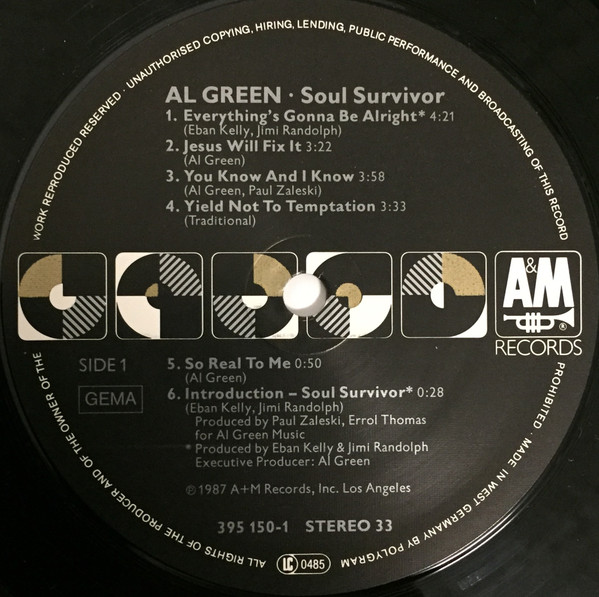 WORK REPRODUCED RESERVED · UNAUTHORISED COPYING, HIRING, LENDING, PUBLIC PERFORMANCE AND BROADCASTING OF THIS RECORD
AL GREEN · Soul Survivor
1. Everything's Gonna Be Alright* 4:21
(Eban Kelly, Jimi Randolph)
2. Jesus Will Fix It 3:22
(Al Green)
3. You Know And I Know 3:58
(Al Green, Paul Zaleski)
4. Yield Not To Temptation 3:33
(Traditional)
A&M
®
RECORDS
SIDE 1
GEMA
5. So Real To Me 0:50
(Al Green)
6. Introduction – Soul Survivor* 0:28
(Eban Kelly, Jimi Randolph)
Produced by Paul Zaleski, Errol Thomas
for Al Green Music
* Produced by Eban Kelly & Jimi Randolph
Executive Producer: Al Green
℗ 1987 A+M Records, Inc. Los Angeles
395 150-1 STEREO 33
LC 0485
PROHIBITED · MADE IN WEST GERMANY BY POLYGRAM
ALL RIGHTS OF THE PRODUCER AND OF THE OWNER OF THE